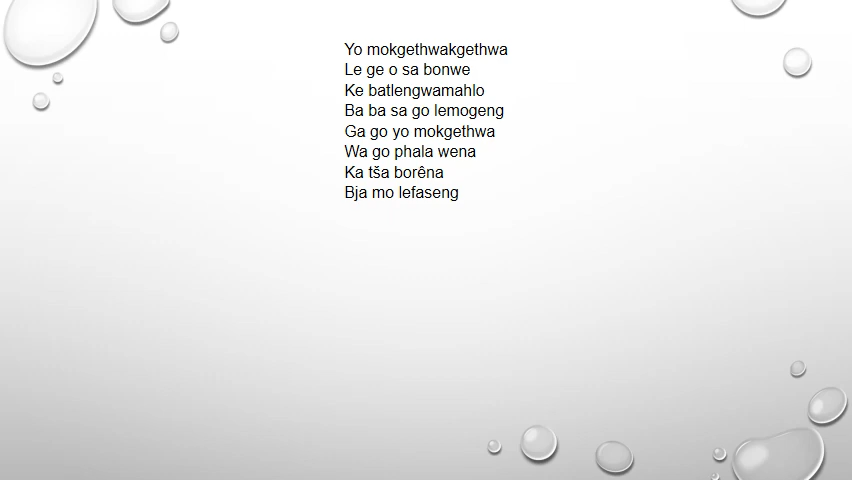 Yo mokgethwakgethwa
Le ge o sa bonwe
Ke batlengwamahlo
Ba ba sa go lemogeng
Ga go yo mokgethwa
Wa go phala wena
Ka tša borêna
Bja mo lefaseng